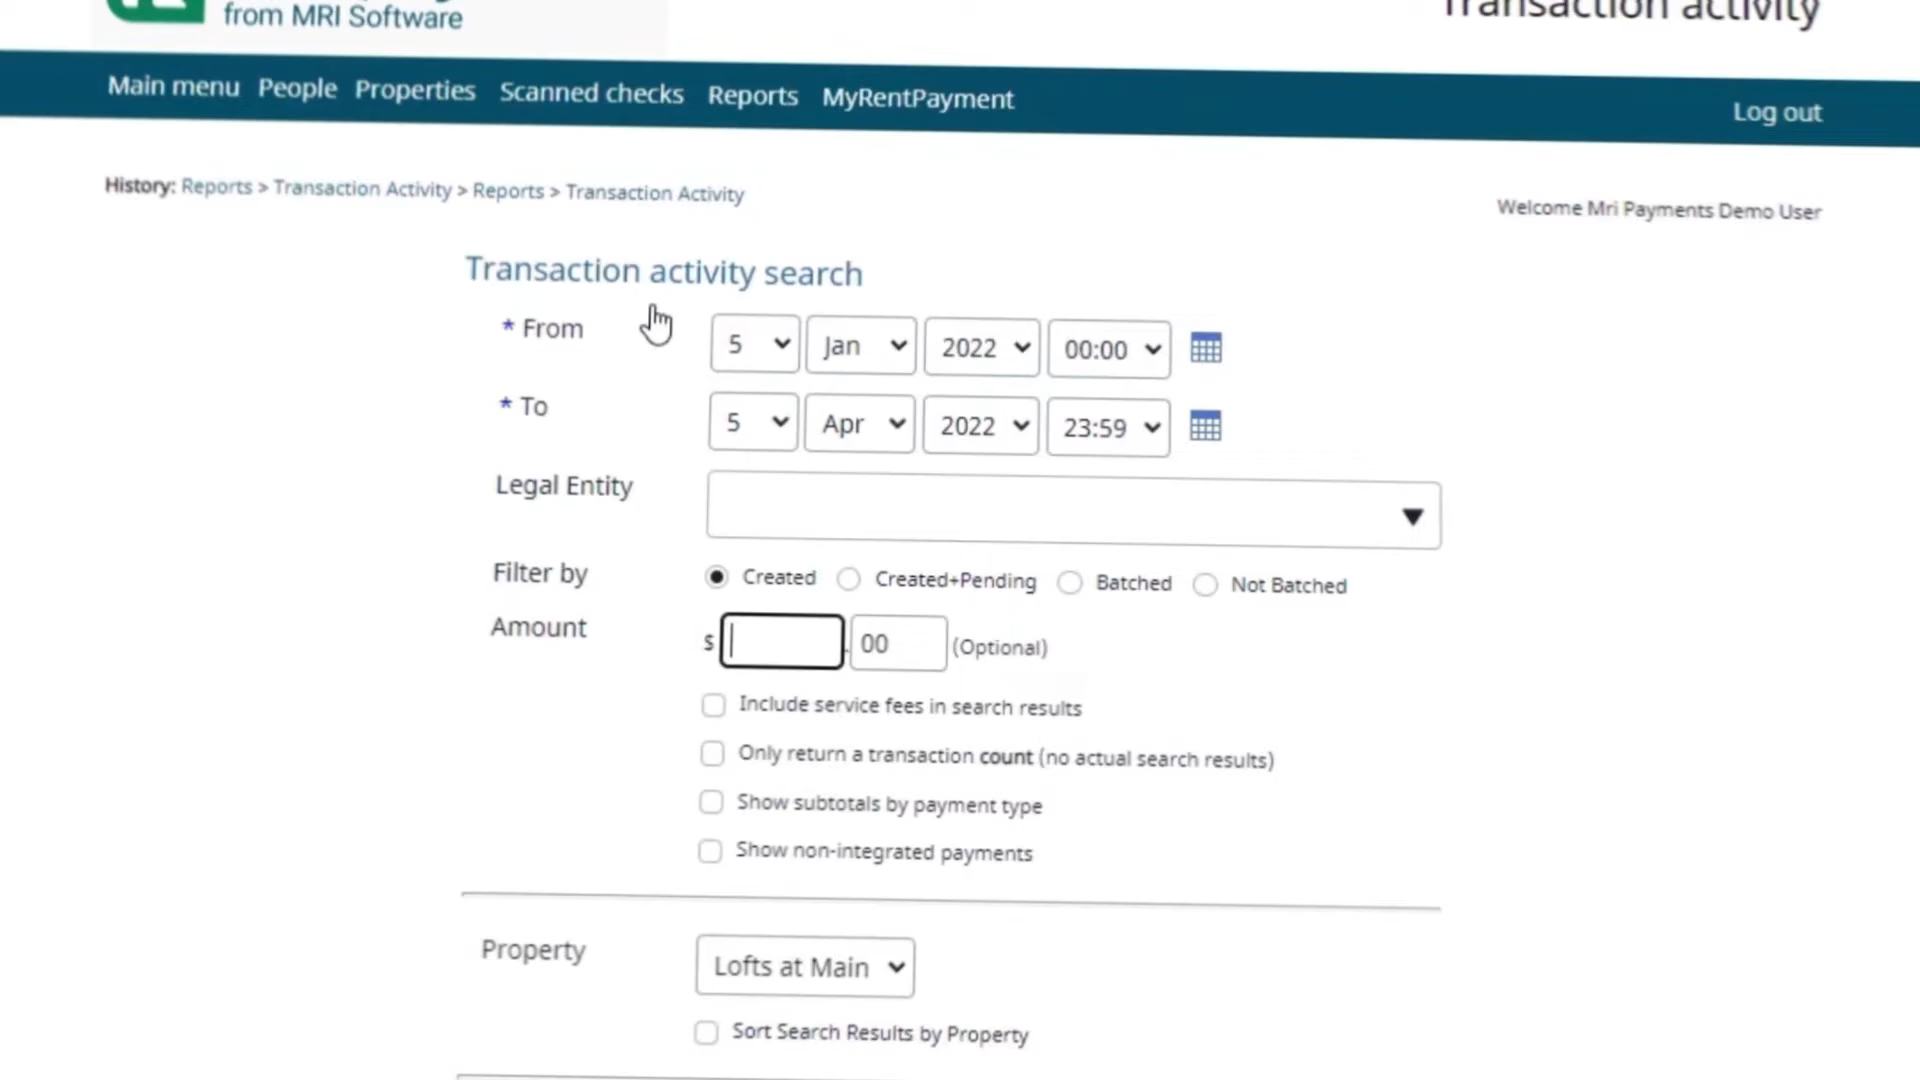 from MRI Software
Transaction activity
Main menu People Properties Scanned checks Reports MyRentPayment Log out
History: Reports > Transaction Activity > Reports > Transaction Activity
Welcome Mri Payments Demo User
Transaction activity search
* From 5 Jan 2022 00:00
* To 5 Apr 2022 23:59
Legal Entity
Filter by Created Created+Pending Batched Not Batched
Amount $ . 00 (Optional)
Include service fees in search results
Only return a transaction count (no actual search results)
Show subtotals by payment type
Show non-integrated payments
Property Lofts at Main
Sort Search Results by Property